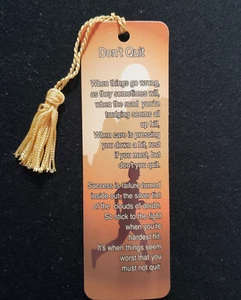 Don't Quit
When things go wrong,
as they sometimes will,
when the road you're
trudging seems all
up hill,
When care is pressing
you down a bit, rest
if you must, but
don't you quit.
Success is failure turned
inside out, the silver tint
of the clouds of doubt
So stick to the fight
when you're
hardest hit
It's when things seem
worst that you
must not quit